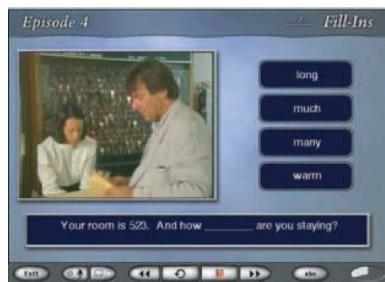 Episode 4
? Fill-Ins
long
much
many
warm
Your room is 523. And how ________ are you staying?
Exit
abc